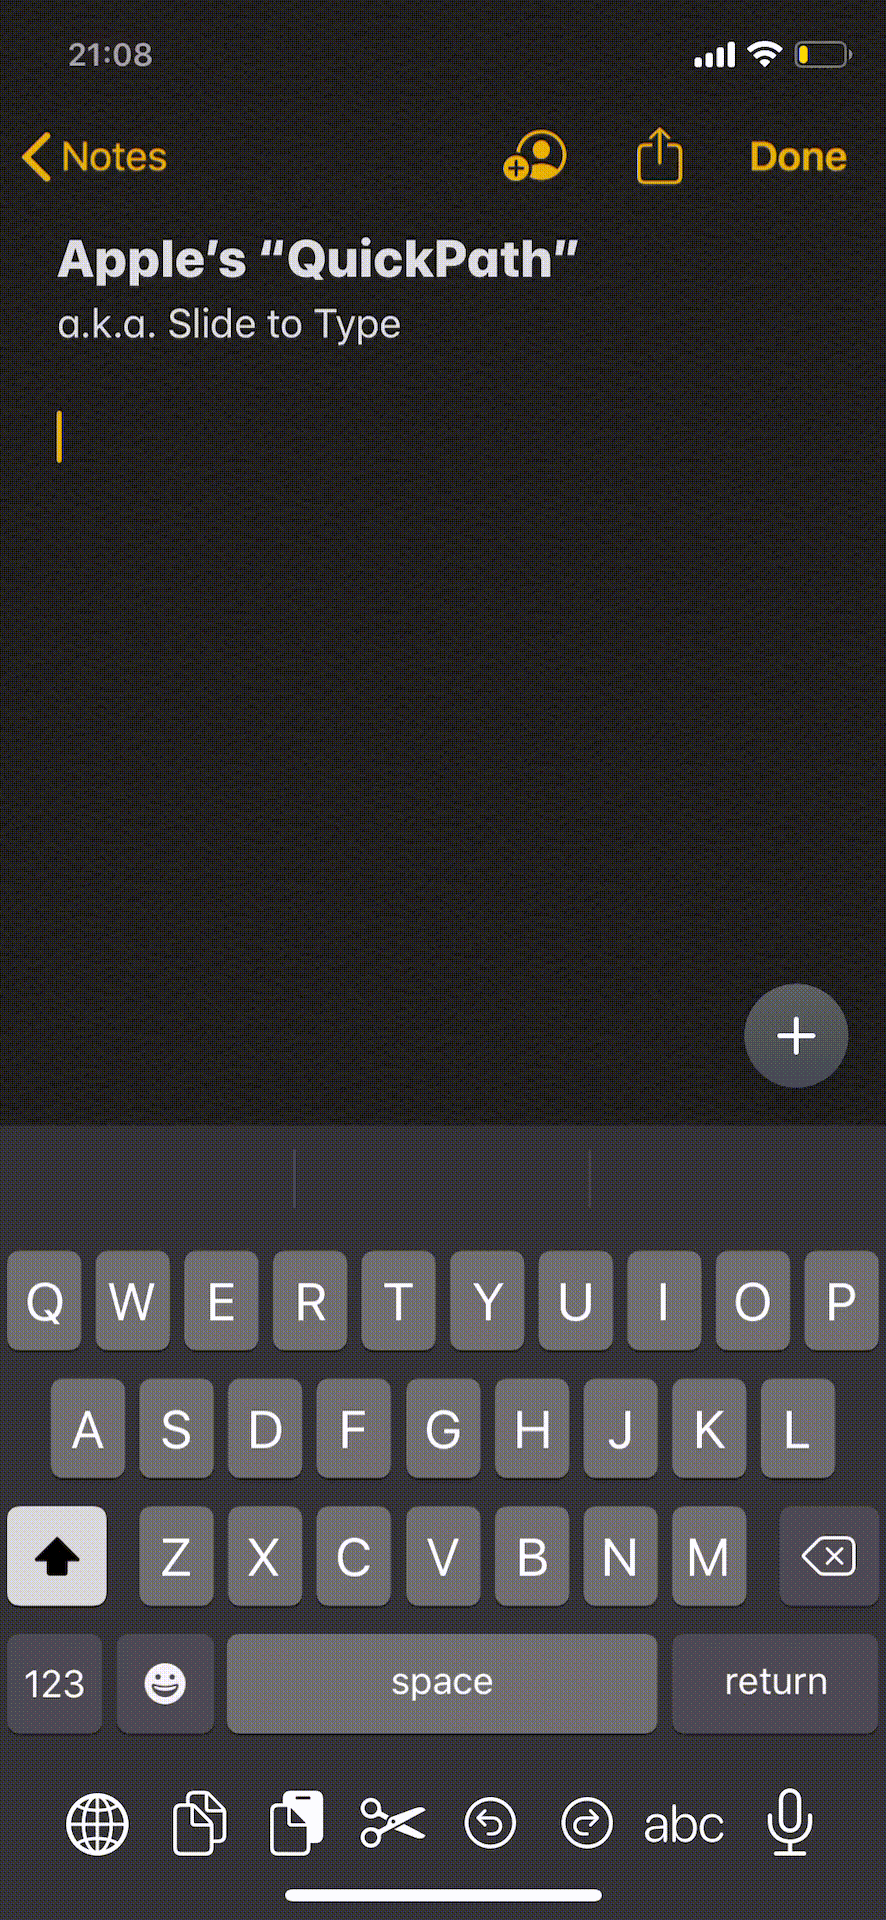 21:08
Notes
Done
Apple’s “QuickPath”
a.k.a. Slide to Type
Q W E R T Y U I O P
A S D F G H J K L
Z X C V B N M
123 space return
abc